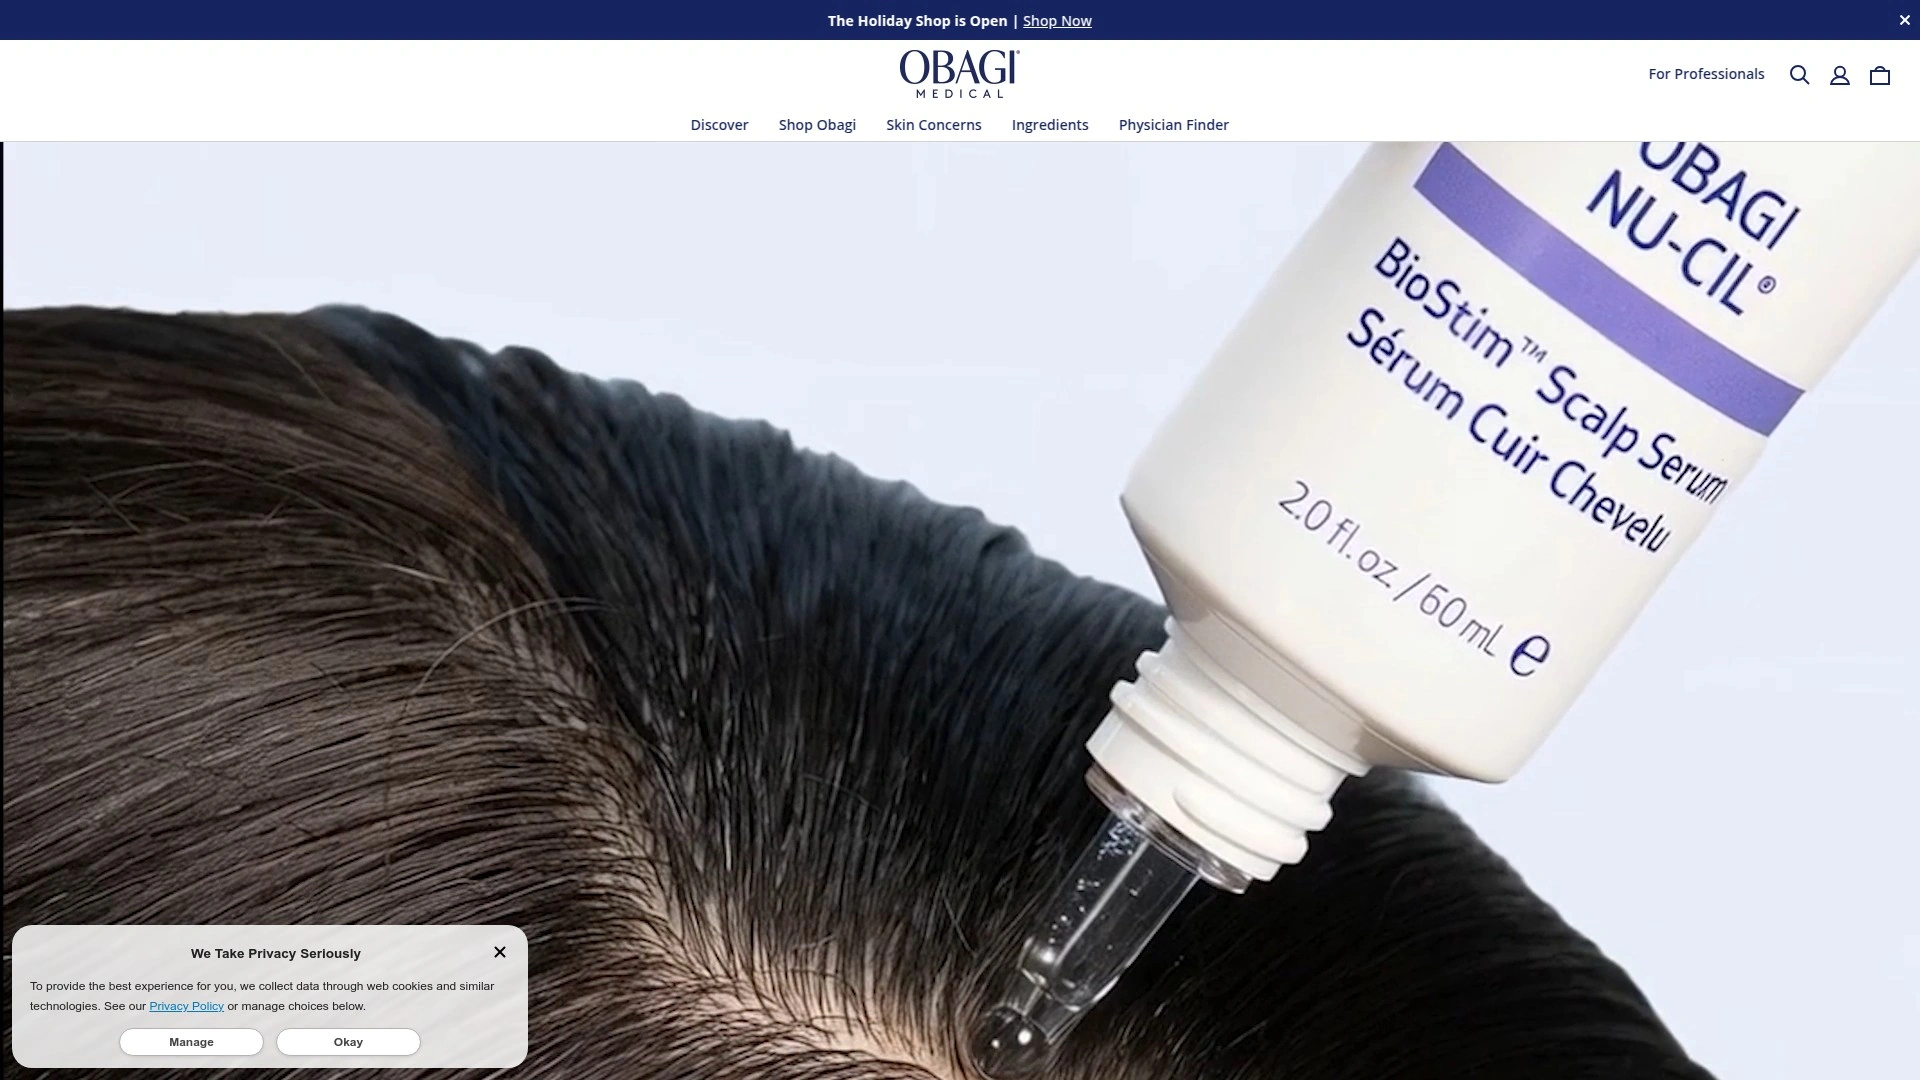 The Holiday Shop is Open | Shop Now
OBAGI®
MEDICAL
For Professionals
Discover Shop Obagi Skin Concerns Ingredients Physician Finder
OBAGI
NU-CIL®
BioStim™ Scalp Serum
Sérum Cuir Chevelu
2.0 fl.oz / 60 mL e
We Take Privacy Seriously
To provide the best experience for you, we collect data through web cookies and similar
technologies. See our Privacy Policy or manage choices below.
Manage Okay